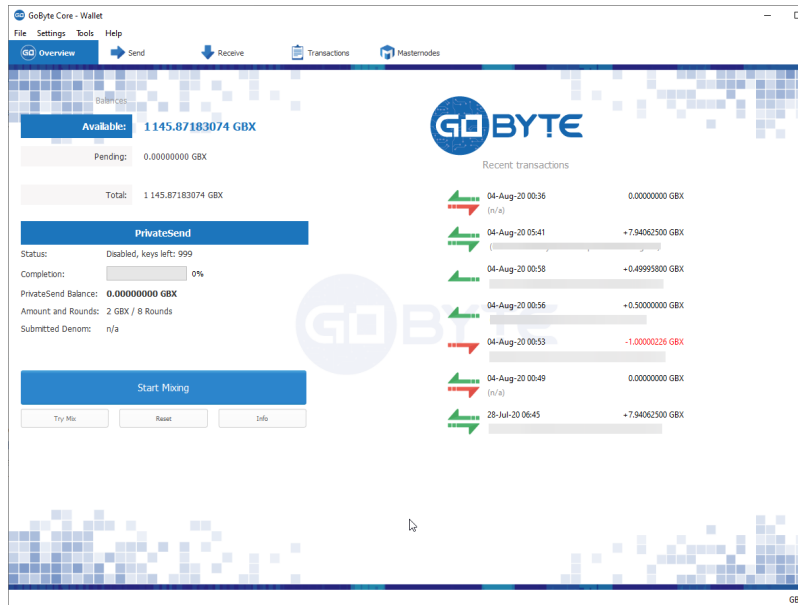 GoByte Core - Wallet
File Settings Tools Help
GO Overview Send Receive Transactions Masternodes
Balances
Available: 1 145.87183074 GBX
Pending: 0.00000000 GBX
Total: 1 145.87183074 GBX
PrivateSend
Status: Disabled, keys left: 999
Completion: 0%
PrivateSend Balance: 0.00000000 GBX
Amount and Rounds: 2 GBX / 8 Rounds
Submitted Denom: n/a
Start Mixing
Try Mix Reset Info
GOBYTE
Recent transactions
04-Aug-20 00:36 0.00000000 GBX
(n/a)
04-Aug-20 05:41 +7.94062500 GBX
04-Aug-20 00:58 +0.49995800 GBX
04-Aug-20 00:56 +0.50000000 GBX
04-Aug-20 00:53 -1.00000226 GBX
04-Aug-20 00:49 0.00000000 GBX
(n/a)
28-Jul-20 06:45 +7.94062500 GBX
GOBYTE